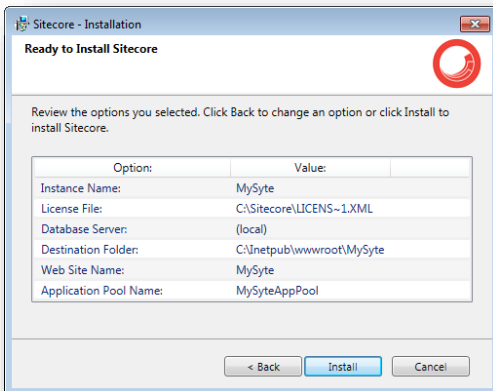 Sitecore - Installation
Ready to Install Sitecore
Review the options you selected. Click Back to change an option or click Install to
install Sitecore.
Option: Value:
Instance Name: MySyte
License File: C:\Sitecore\LICENS~1.XML
Database Server: (local)
Destination Folder: C:\Inetpub\wwwroot\MySyte
Web Site Name: MySyte
Application Pool Name: MySyteAppPool
< Back Install Cancel